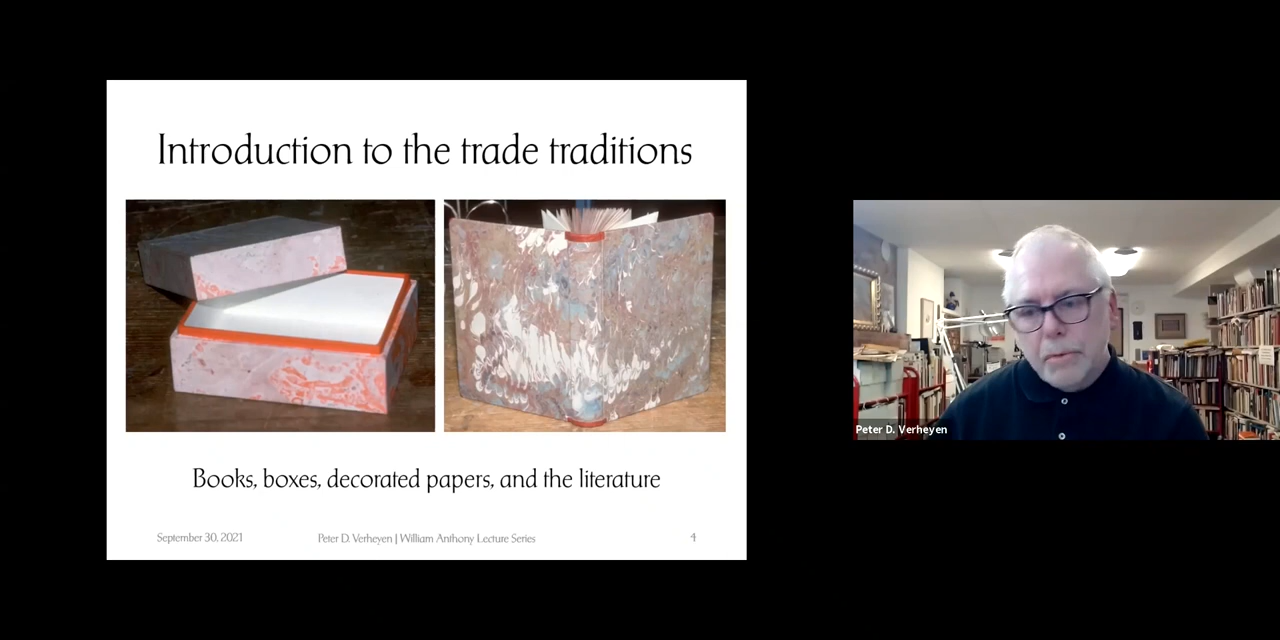 Introduction to the trade traditions
Books, boxes, decorated papers, and the literature
September 30, 2021
Peter D. Verheyen | William Anthony Lecture Series
4
Peter D. Verheyen